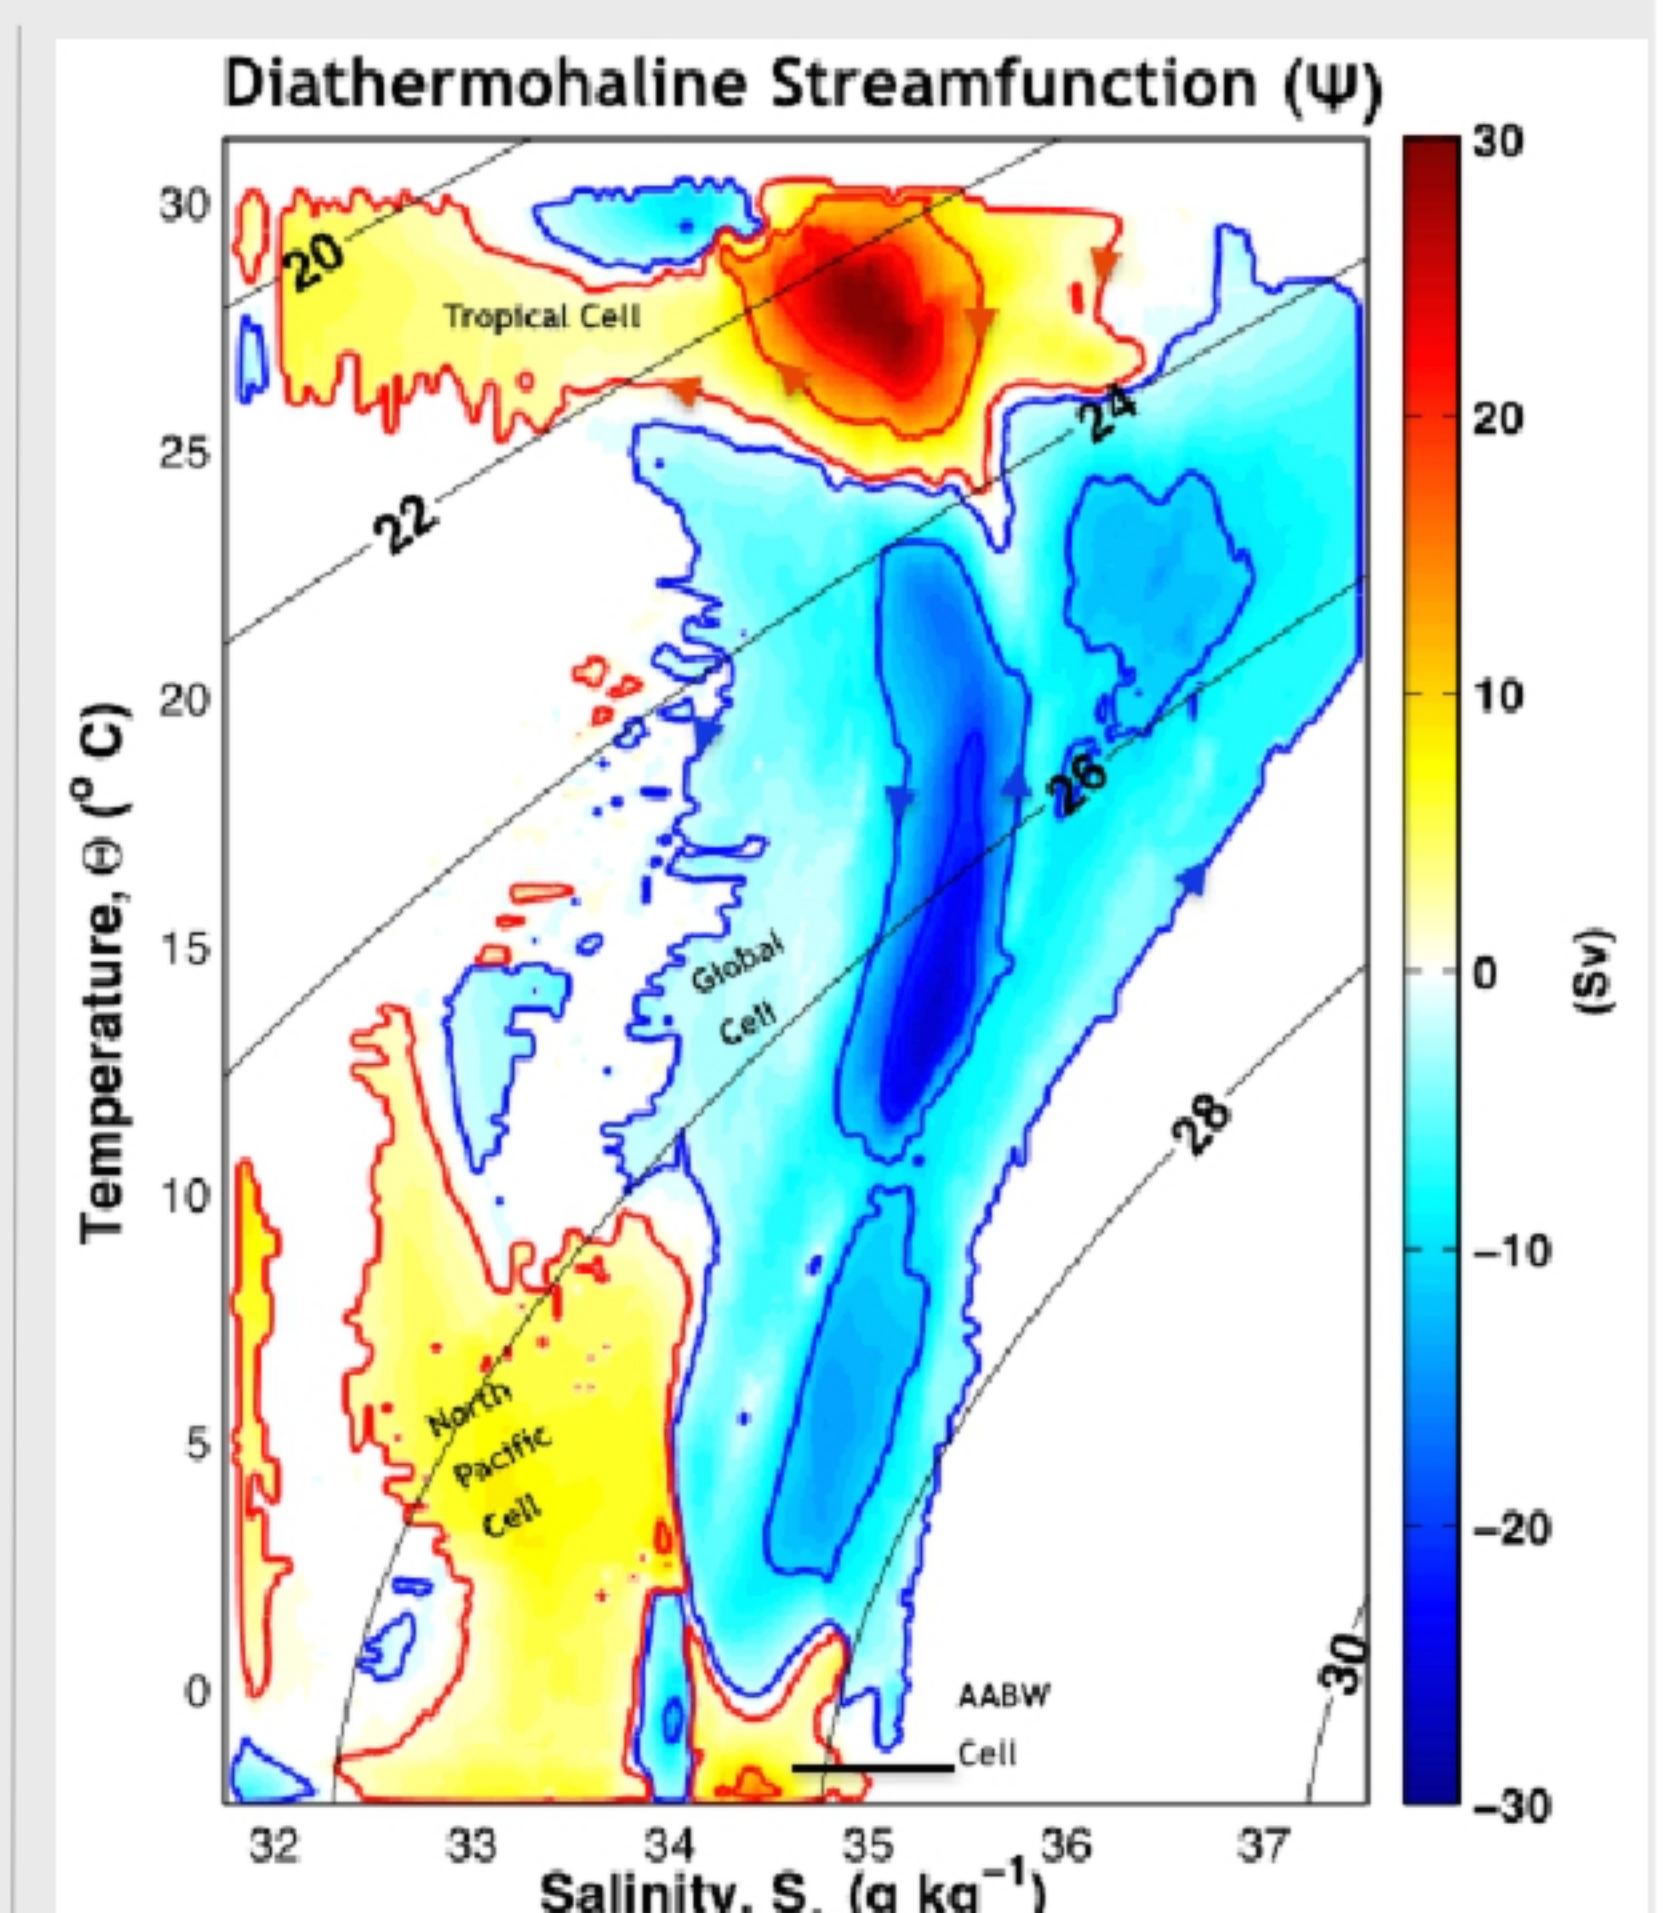 Diathermohaline Streamfunction (Ψ)
30
25
20
15
10
5
0
Temperature, Θ (° C)
20
22
24
26
28
30
Tropical Cell
Global
Cell
North
Pacific
Cell
AABW
Cell
32 33 34 35 36 37
Salinity, S. (g kg⁻¹)
30
20
10
0
−10
−20
−30
(Sv)